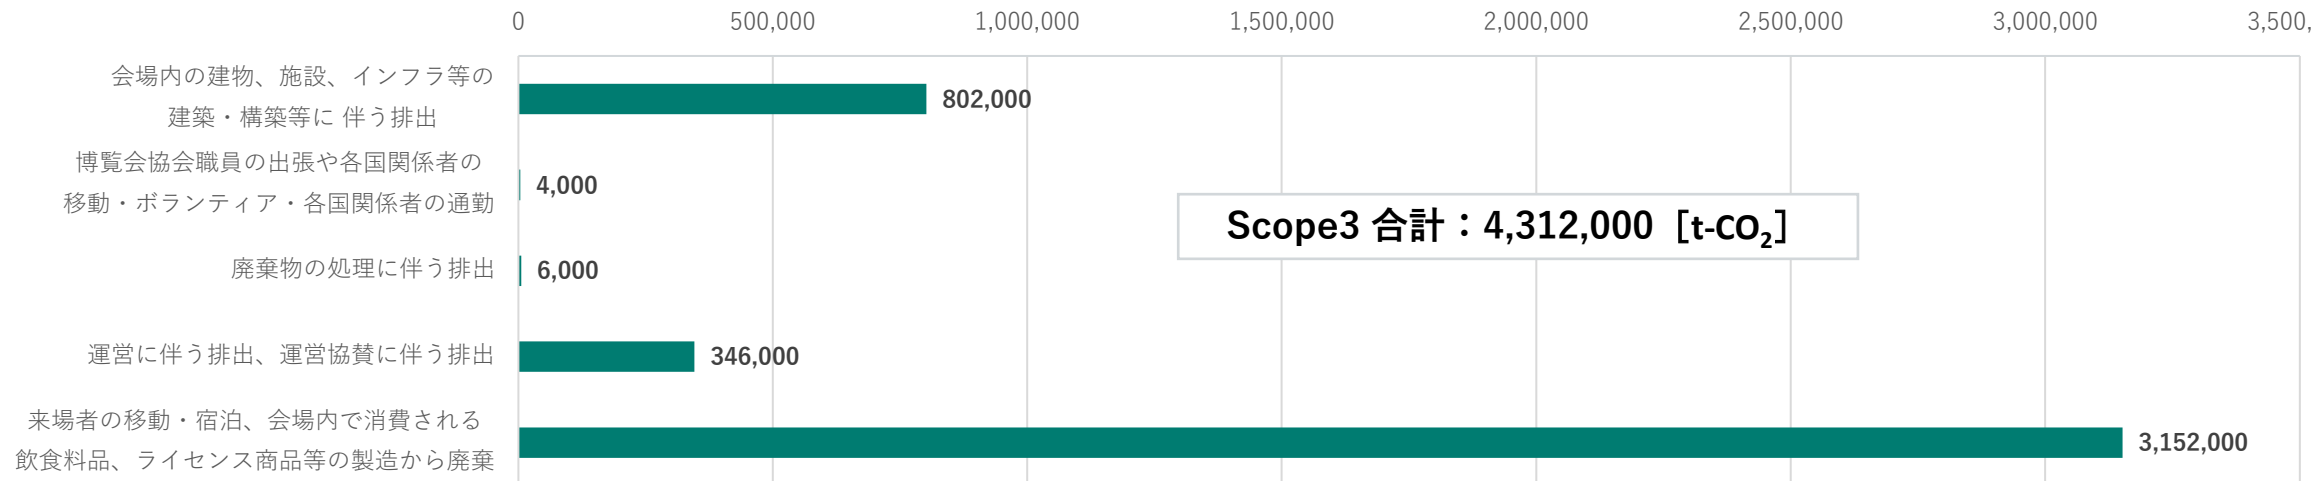 0 500,000 1,000,000 1,500,000 2,000,000 2,500,000 3,000,000 3,500,
会場内の建物、施設、インフラ等の
建築・構築等に 伴う排出
802,000
博覧会協会職員の出張や各国関係者の
移動・ボランティア・各国関係者の通勤
4,000
Scope3 合計：4,312,000［t-CO₂］
廃棄物の処理に伴う排出
6,000
運営に伴う排出、運営協賛に伴う排出
346,000
来場者の移動・宿泊、会場内で消費される
飲食料品、ライセンス商品等の製造から廃棄
3,152,000